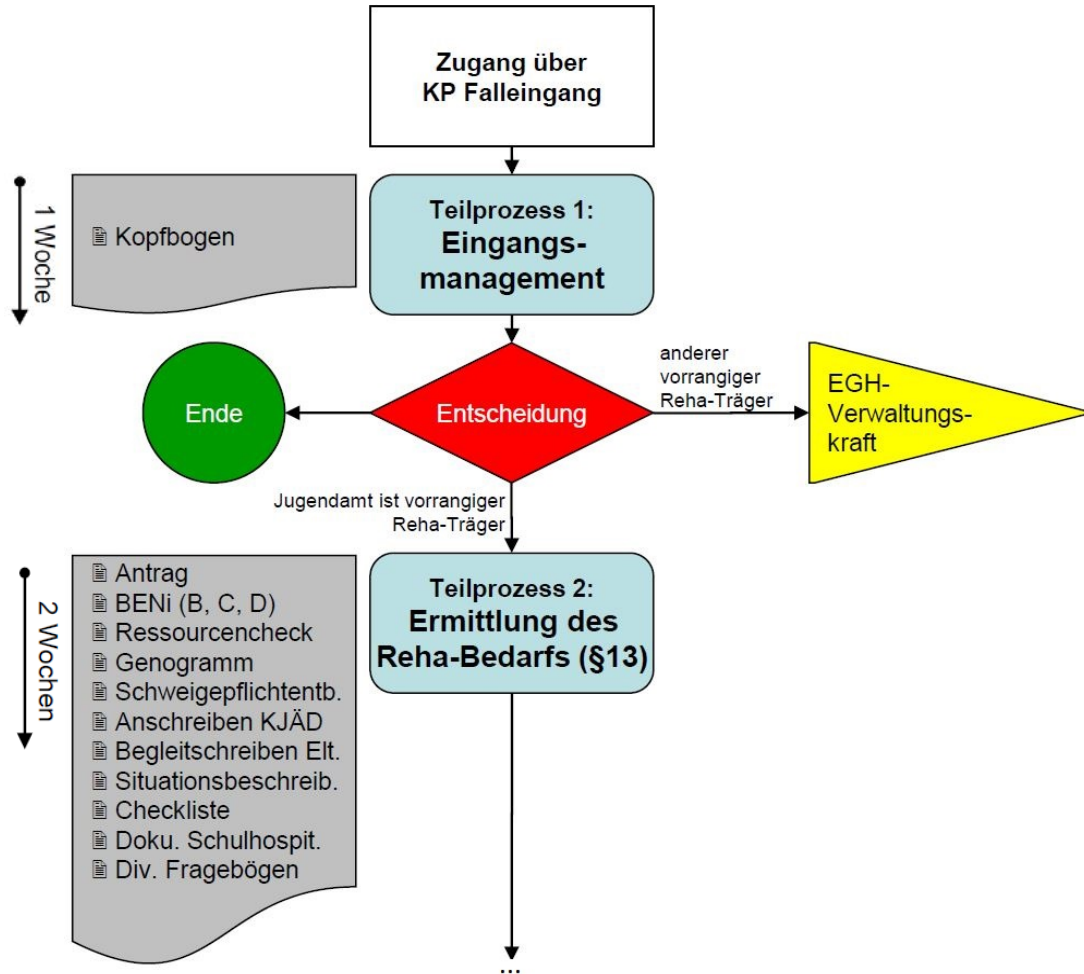 Zugang über
KP Falleingang
1 Woche
Kopfbogen
Teilprozess 1:
Eingangs-
management
Ende
Entscheidung
anderer
vorrangiger
Reha-Träger
EGH-
Verwaltungs-
kraft
Jugendamt ist vorrangiger
Reha-Träger
2 Wochen
Antrag
BENi (B, C, D)
Ressourcencheck
Genogramm
Schweigepflichtentb.
Anschreiben KJÄD
Begleitschreiben Elt.
Situationsbeschreib.
Checkliste
Doku. Schulhospit.
Div. Fragebögen
Teilprozess 2:
Ermittlung des
Reha-Bedarfs (§13)
...